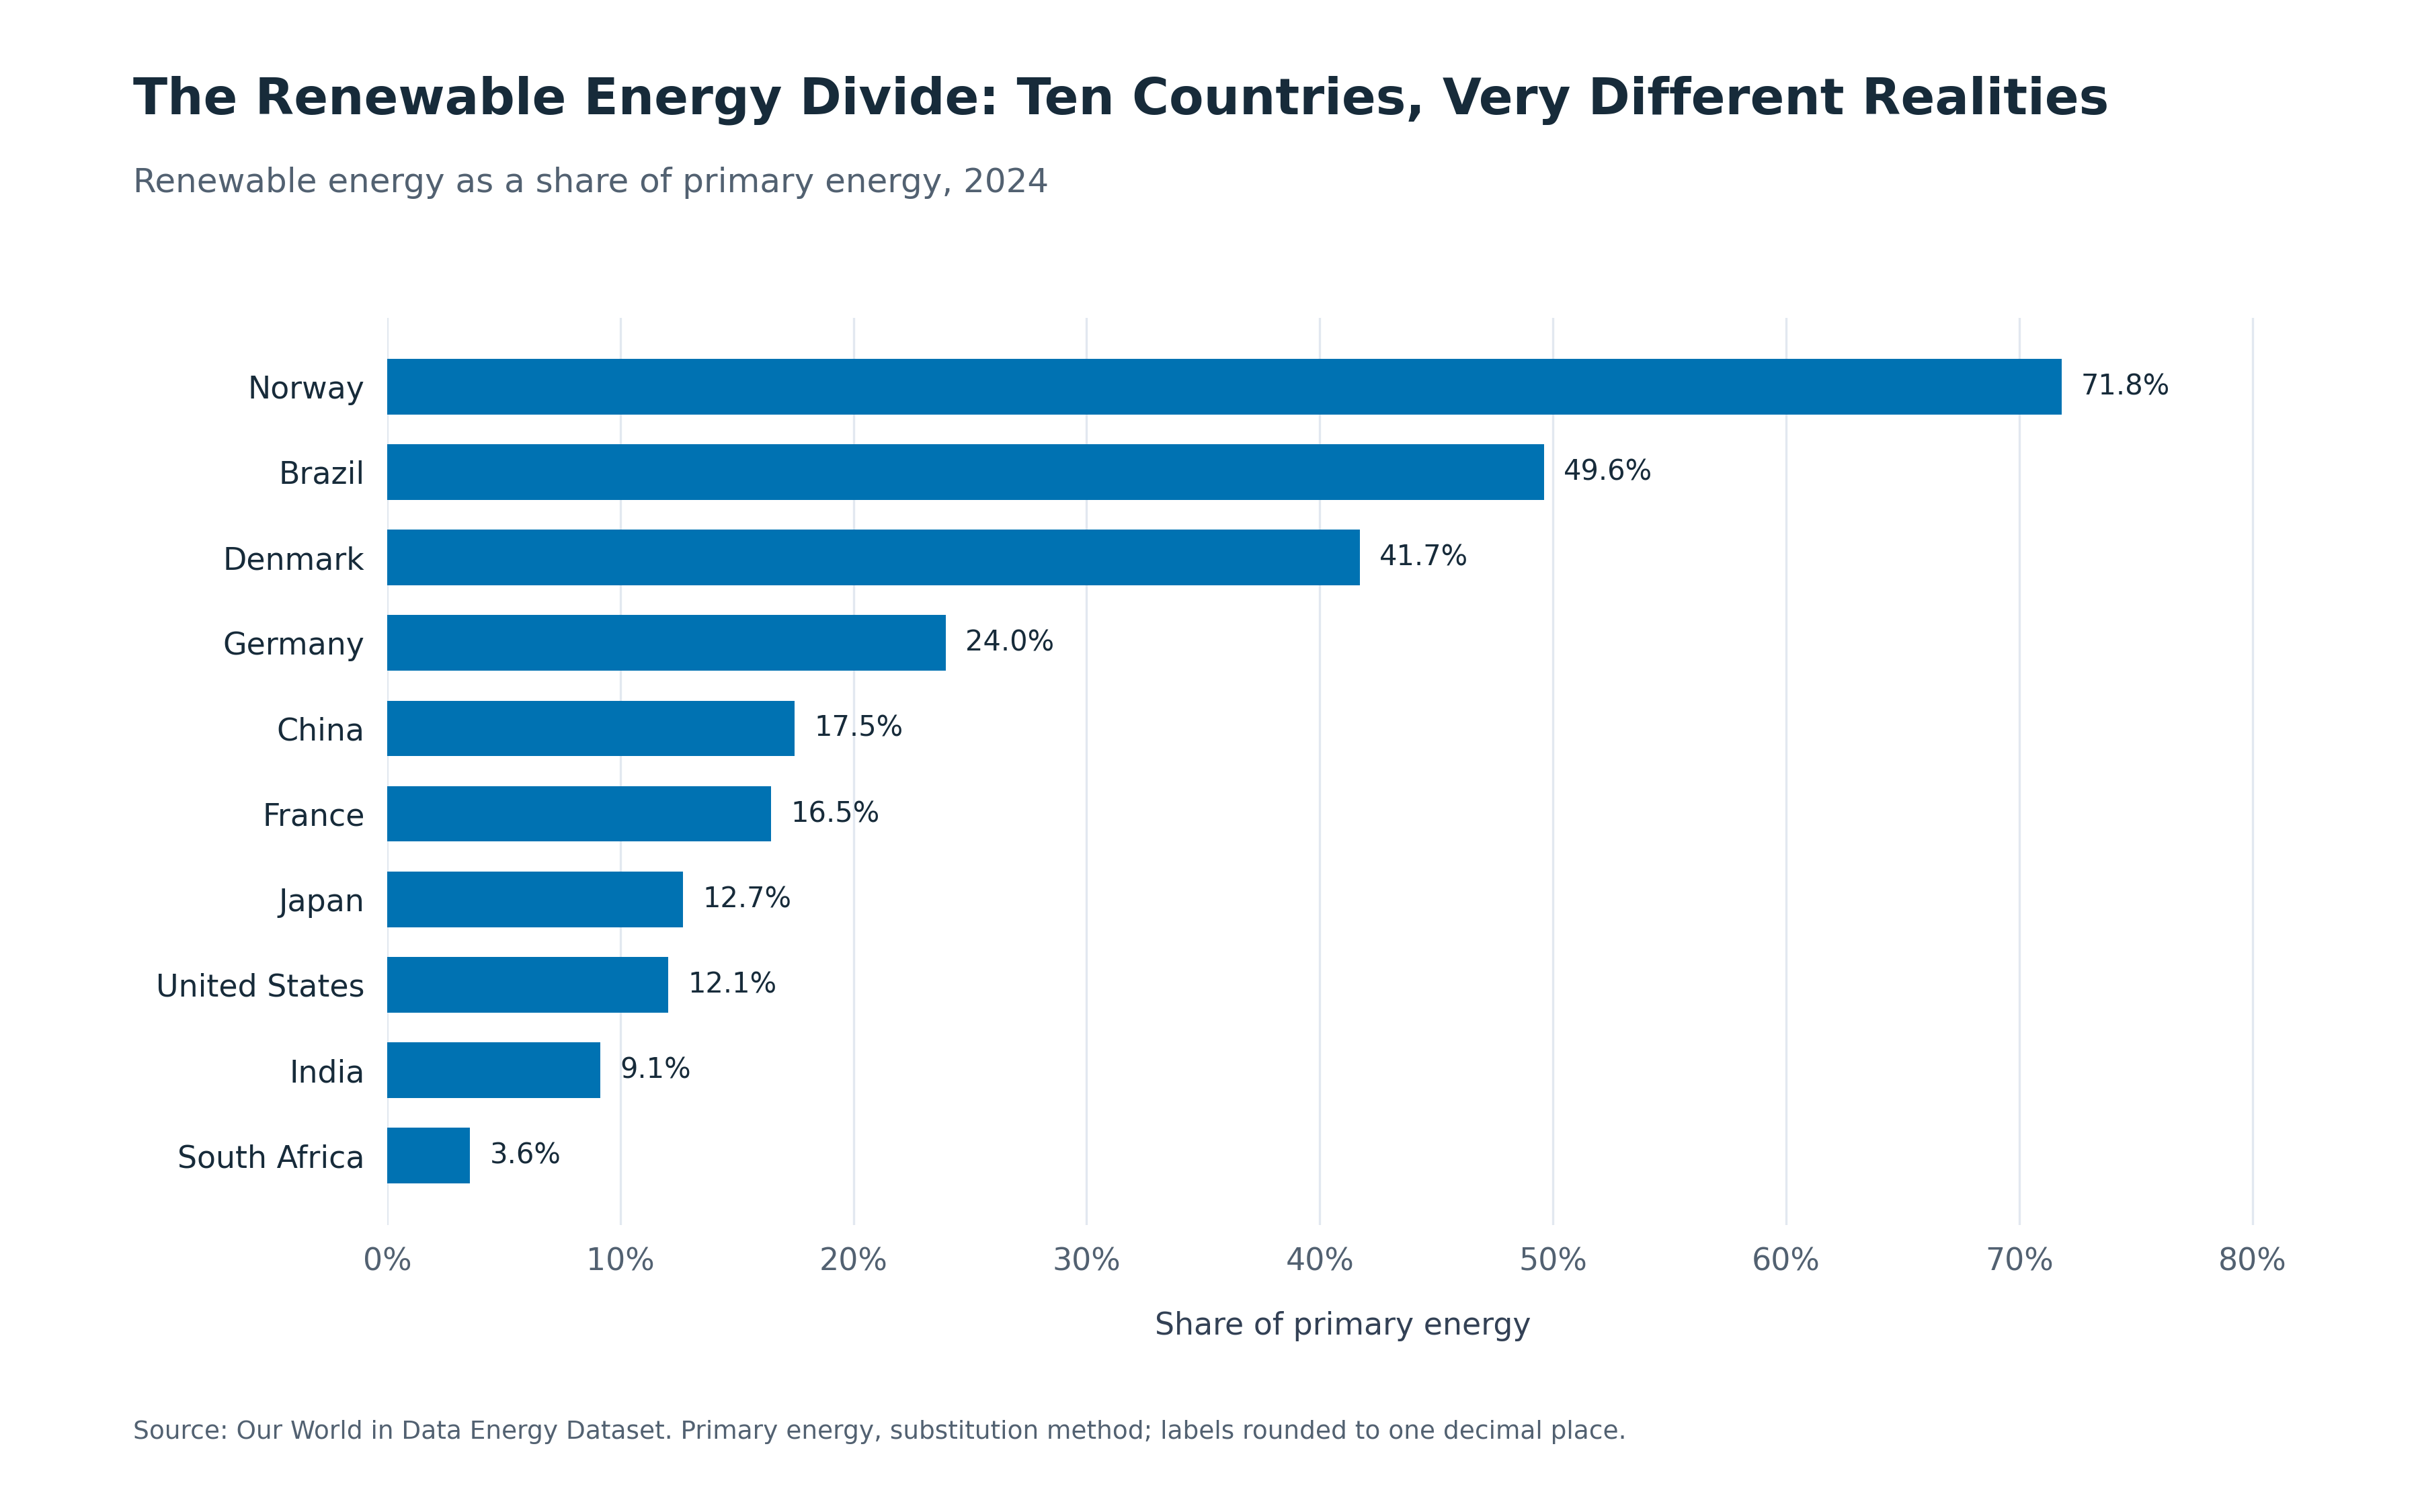 The Renewable Energy Divide: Ten Countries, Very Different Realities
Renewable energy as a share of primary energy, 2024
Norway 71.8%
Brazil 49.6%
Denmark 41.7%
Germany 24.0%
China 17.5%
France 16.5%
Japan 12.7%
United States 12.1%
India 9.1%
South Africa 3.6%
0% 10% 20% 30% 40% 50% 60% 70% 80%
Share of primary energy
Source: Our World in Data Energy Dataset. Primary energy, substitution method; labels rounded to one decimal place.